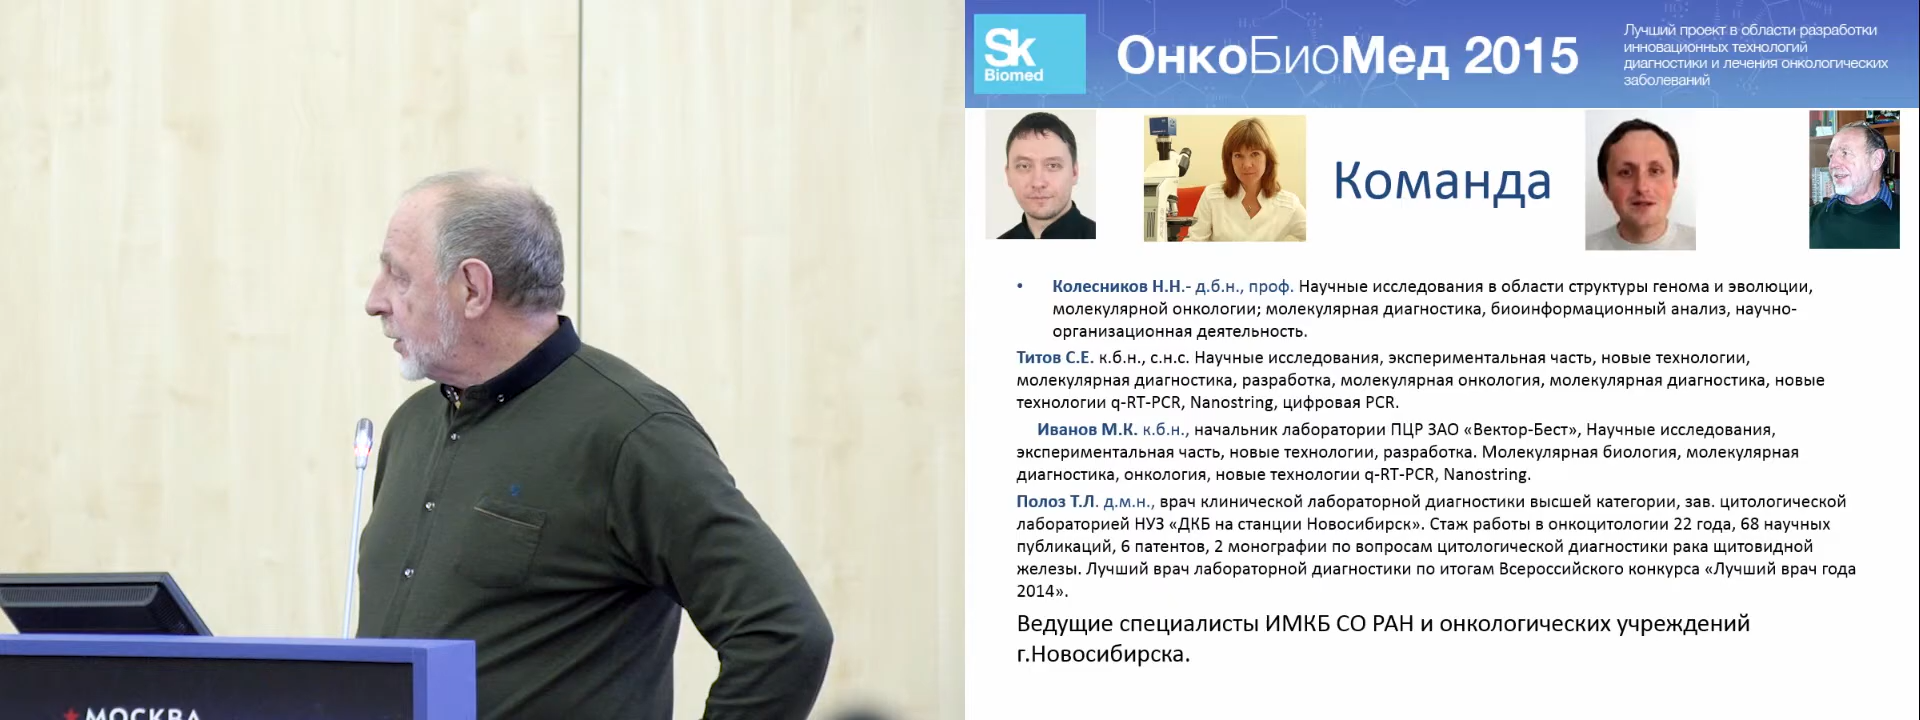 МОСКВА
Sk
Biomed
ОнкоБиоМед 2015
Лучший проект в области разработки
инновационных технологий
диагностики и лечения онкологических
заболеваний
Команда
• Колесников Н.Н.- д.б.н., проф. Научные исследования в области структуры генома и эволюции,
молекулярной онкологии; молекулярная диагностика, биоинформационный анализ, научно-
организационная деятельность.
Титов С.Е. к.б.н., с.н.с. Научные исследования, экспериментальная часть, новые технологии,
молекулярная диагностика, разработка, молекулярная онкология, молекулярная диагностика, новые
технологии q-RT-PCR, Nanostring, цифровая PCR.
Иванов М.К. к.б.н., начальник лаборатории ПЦР ЗАО «Вектор-Бест», Научные исследования,
экспериментальная часть, новые технологии, разработка. Молекулярная биология, молекулярная
диагностика, онкология, новые технологии q-RT-PCR, Nanostring.
Полоз Т.Л. д.м.н., врач клинической лабораторной диагностики высшей категории, зав. цитологической
лабораторией НУЗ «ДКБ на станции Новосибирск». Стаж работы в онкоцитологии 22 года, 68 научных
публикаций, 6 патентов, 2 монографии по вопросам цитологической диагностики рака щитовидной
железы. Лучший врач лабораторной диагностики по итогам Всероссийского конкурса «Лучший врач года
2014».
Ведущие специалисты ИМКБ СО РАН и онкологических учреждений
г.Новосибирска.